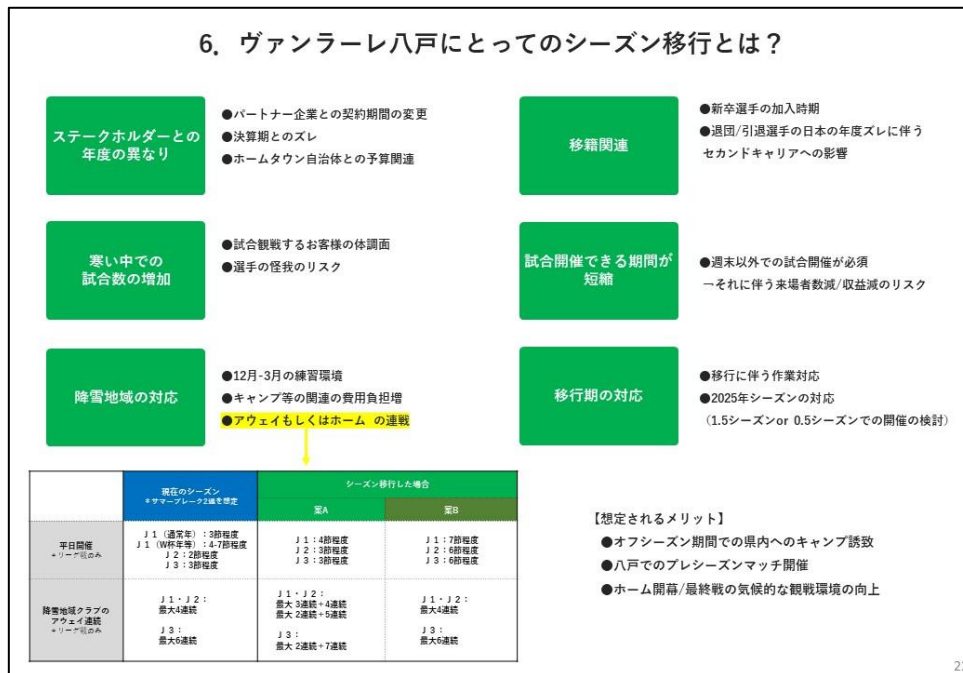 6．ヴァンラーレ八戸にとってのシーズン移行とは？
ステークホルダーとの
年度の異なり
●パートナー企業との契約期間の変更
●決算期とのズレ
●ホームタウン自治体との予算関連
移籍関連
●新卒選手の加入時期
●退団/引退選手の日本の年度ズレに伴う
セカンドキャリアへの影響
寒い中での
試合数の増加
●試合観戦するお客様の体調面
●選手の怪我のリスク
試合開催できる期間が
短縮
●週末以外での試合開催が必須
→それに伴う来場者数減/収益減のリスク
降雪地域の対応
●12月-3月の練習環境
●キャンプ等の関連の費用負担増
●アウェイもしくはホーム の連戦
移行期の対応
●移行に伴う作業対応
●2025年シーズンの対応
（1.5シーズンor 0.5シーズンでの開催の検討）
現在のシーズン
＊サマーブレーク2週を想定
シーズン移行した場合
案A
案B
平日開催
＊リーグ戦のみ
J1（通常年）：3節程度
J1（W杯年等）：4-7節程度
J2：2節程度
J3：3節程度
J1：4節程度
J2：3節程度
J3：3節程度
J1：7節程度
J2：6節程度
J3：6節程度
降雪地域クラブの
アウェイ連続
＊リーグ戦のみ
J1・J2：
最大4連続
J3：
最大6連続
J1・J2：
最大 3連続+4連続
最大 2連続+5連続
J3：
最大 2連続+7連続
J1・J2：
最大4連続
J3：
最大6連続
【想定されるメリット】
●オフシーズン期間での県内へのキャンプ誘致
●八戸でのプレシーズンマッチ開催
●ホーム開幕/最終戦の気候的な観戦環境の向上